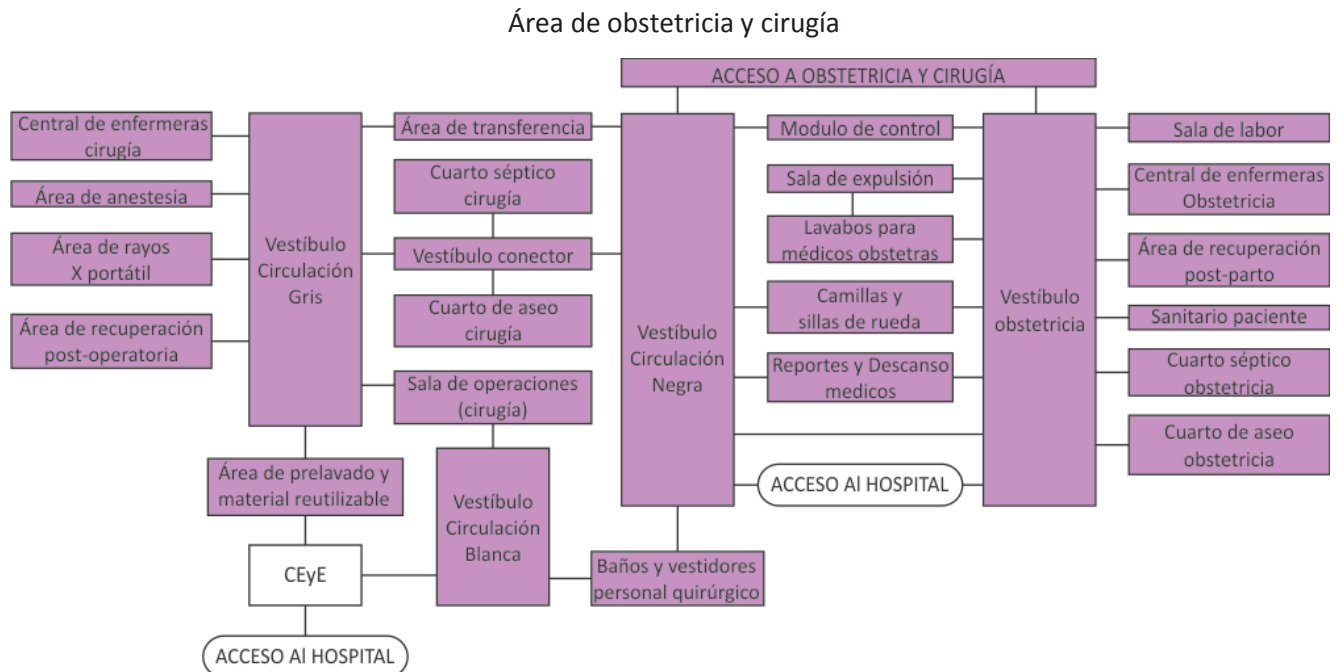 Área de obstetricia y cirugía
ACCESO A OBSTETRICIA Y CIRUGÍA
Central de enfermeras
cirugía
Área de anestesia
Área de rayos
X portátil
Área de recuperación
post-operatoria
Vestíbulo
Circulación
Gris
Área de transferencia
Cuarto séptico
cirugía
Vestíbulo conector
Cuarto de aseo
cirugía
Sala de operaciones
(cirugía)
Área de prelavado y
material reutilizable
CEyE
ACCESO Al HOSPITAL
Vestíbulo
Circulación
Blanca
Baños y vestidores
personal quirúrgico
Vestíbulo
Circulación
Negra
Modulo de control
Sala de expulsión
Lavabos para
médicos obstetras
Camillas y
sillas de rueda
Reportes y Descanso
medicos
ACCESO Al HOSPITAL
Vestíbulo
obstetricia
Sala de labor
Central de enfermeras
Obstetricia
Área de recuperación
post-parto
Sanitario paciente
Cuarto séptico
obstetricia
Cuarto de aseo
obstetricia